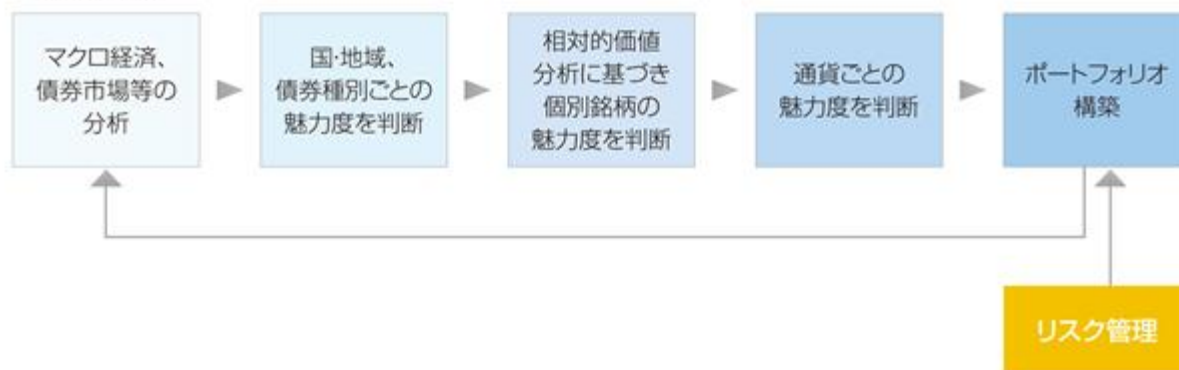 マクロ経済、
債券市場等の
分析
国・地域、
債券種別ごとの
魅力度を判断
相対的価値
分析に基づき
個別銘柄の
魅力度を判断
通貨ごとの
魅力度を判断
ポートフォリオ
構築
リスク管理